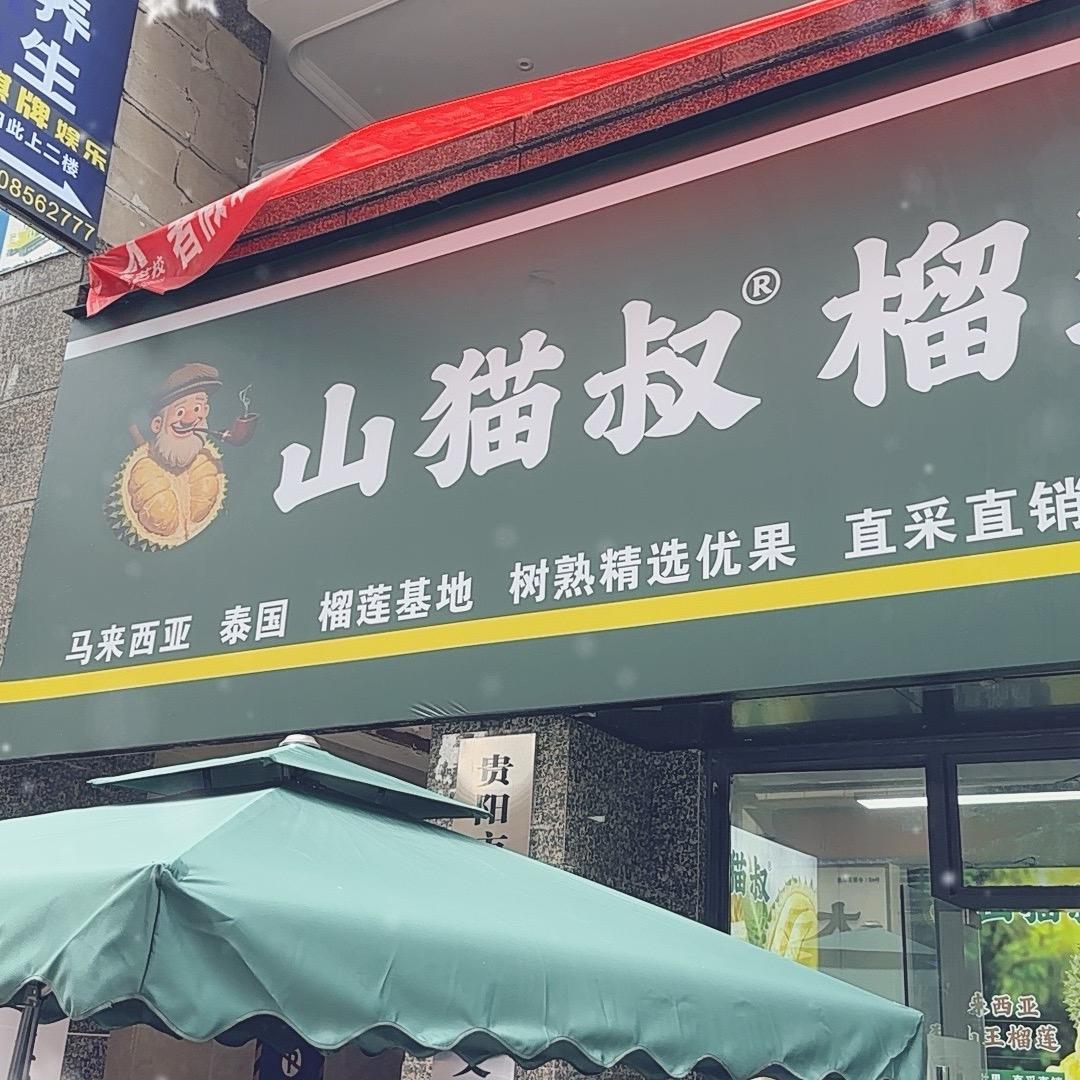 养生
棋牌娱乐
由此上二楼
08562777
山猫叔® 榴
马来西亚 泰国 榴莲基地 树熟精选优果 直采直销
贵阳市
猫叔
来西亚
王榴莲